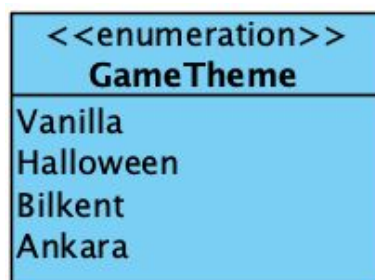 <<enumeration>>
GameTheme
Vanilla
Halloween
Bilkent
Ankara